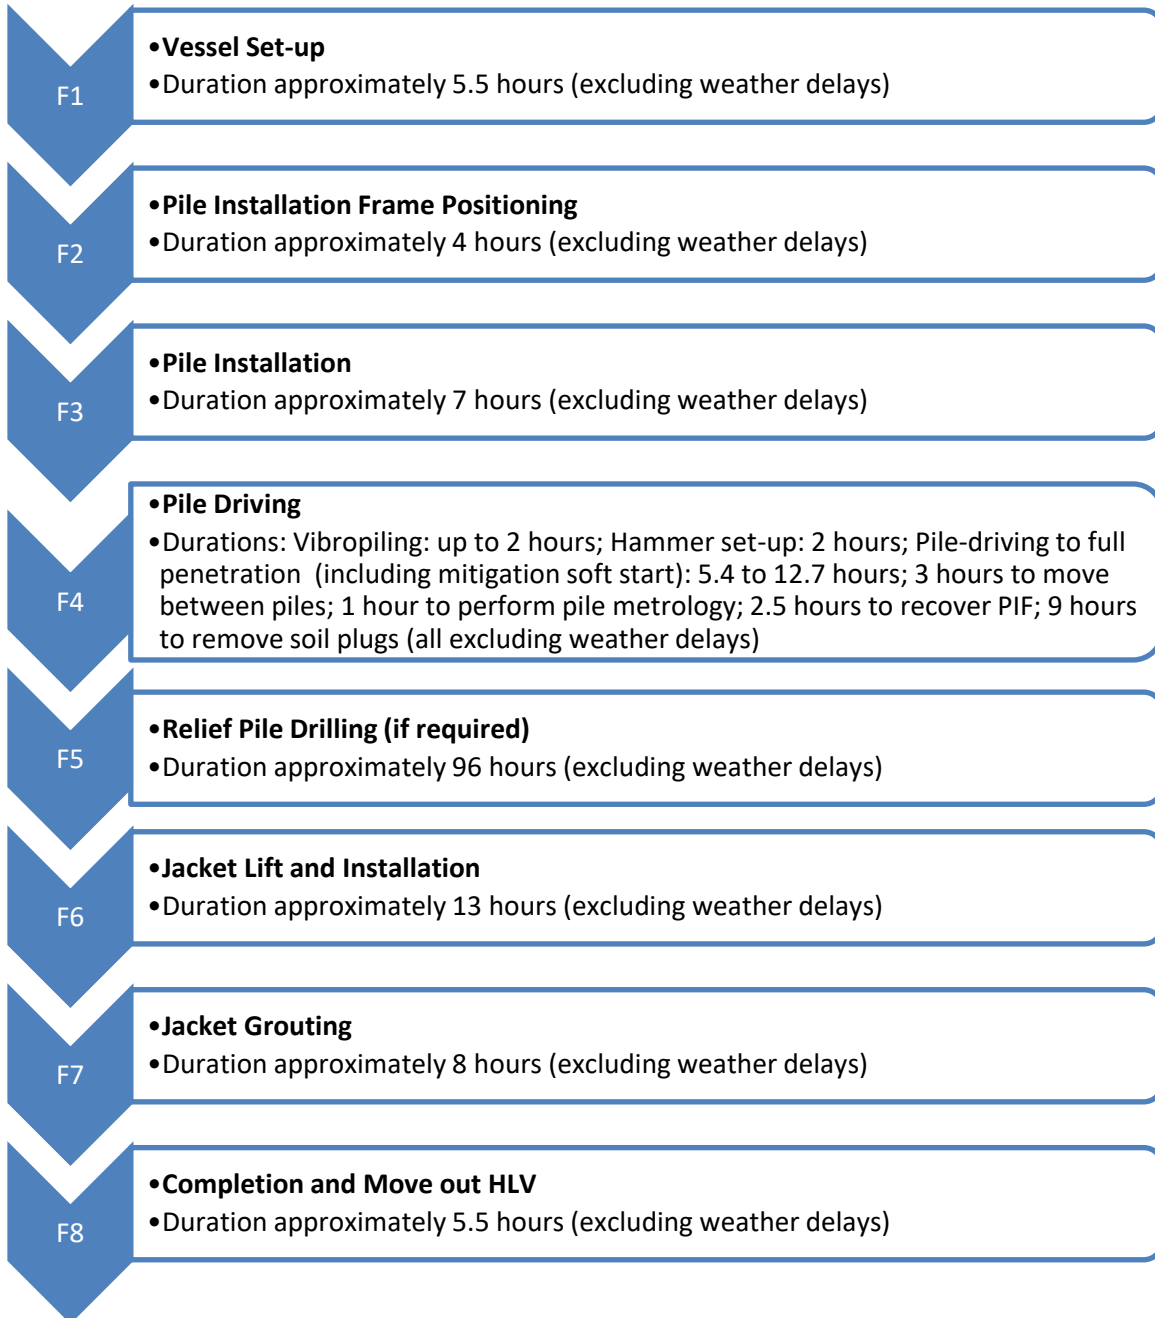 F1
•Vessel Set-up
•Duration approximately 5.5 hours (excluding weather delays)
F2
•Pile Installation Frame Positioning
•Duration approximately 4 hours (excluding weather delays)
F3
•Pile Installation
•Duration approximately 7 hours (excluding weather delays)
F4
•Pile Driving
•Durations: Vibropiling: up to 2 hours; Hammer set-up: 2 hours; Pile-driving to full
penetration (including mitigation soft start): 5.4 to 12.7 hours; 3 hours to move
between piles; 1 hour to perform pile metrology; 2.5 hours to recover PIF; 9 hours
to remove soil plugs (all excluding weather delays)
F5
•Relief Pile Drilling (if required)
•Duration approximately 96 hours (excluding weather delays)
F6
•Jacket Lift and Installation
•Duration approximately 13 hours (excluding weather delays)
F7
•Jacket Grouting
•Duration approximately 8 hours (excluding weather delays)
F8
•Completion and Move out HLV
•Duration approximately 5.5 hours (excluding weather delays)